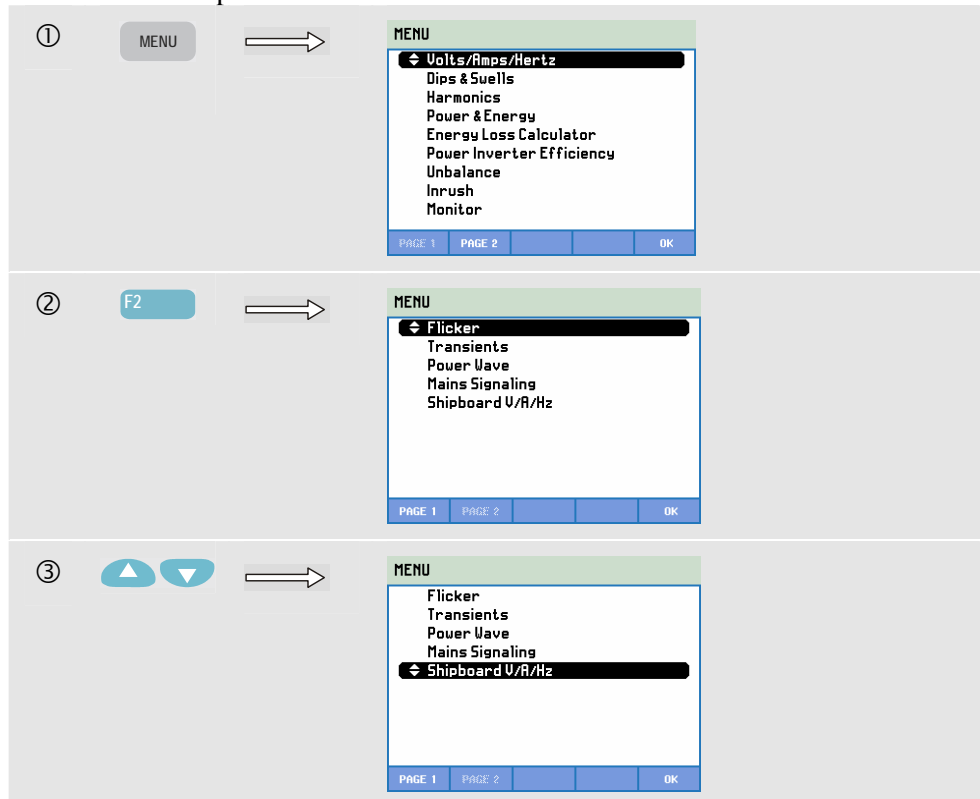 ① MENU MENU
Volts/Amps/Hertz
Dips & Swells
Harmonics
Power & Energy
Energy Loss Calculator
Power Inverter Efficiency
Unbalance
Inrush
Monitor
PAGE 1 PAGE 2 OK
② F2 MENU
Flicker
Transients
Power Wave
Mains Signaling
Shipboard V/A/Hz
PAGE 1 PAGE 2 OK
③ MENU
Flicker
Transients
Power Wave
Mains Signaling
Shipboard V/A/Hz
PAGE 1 PAGE 2 OK